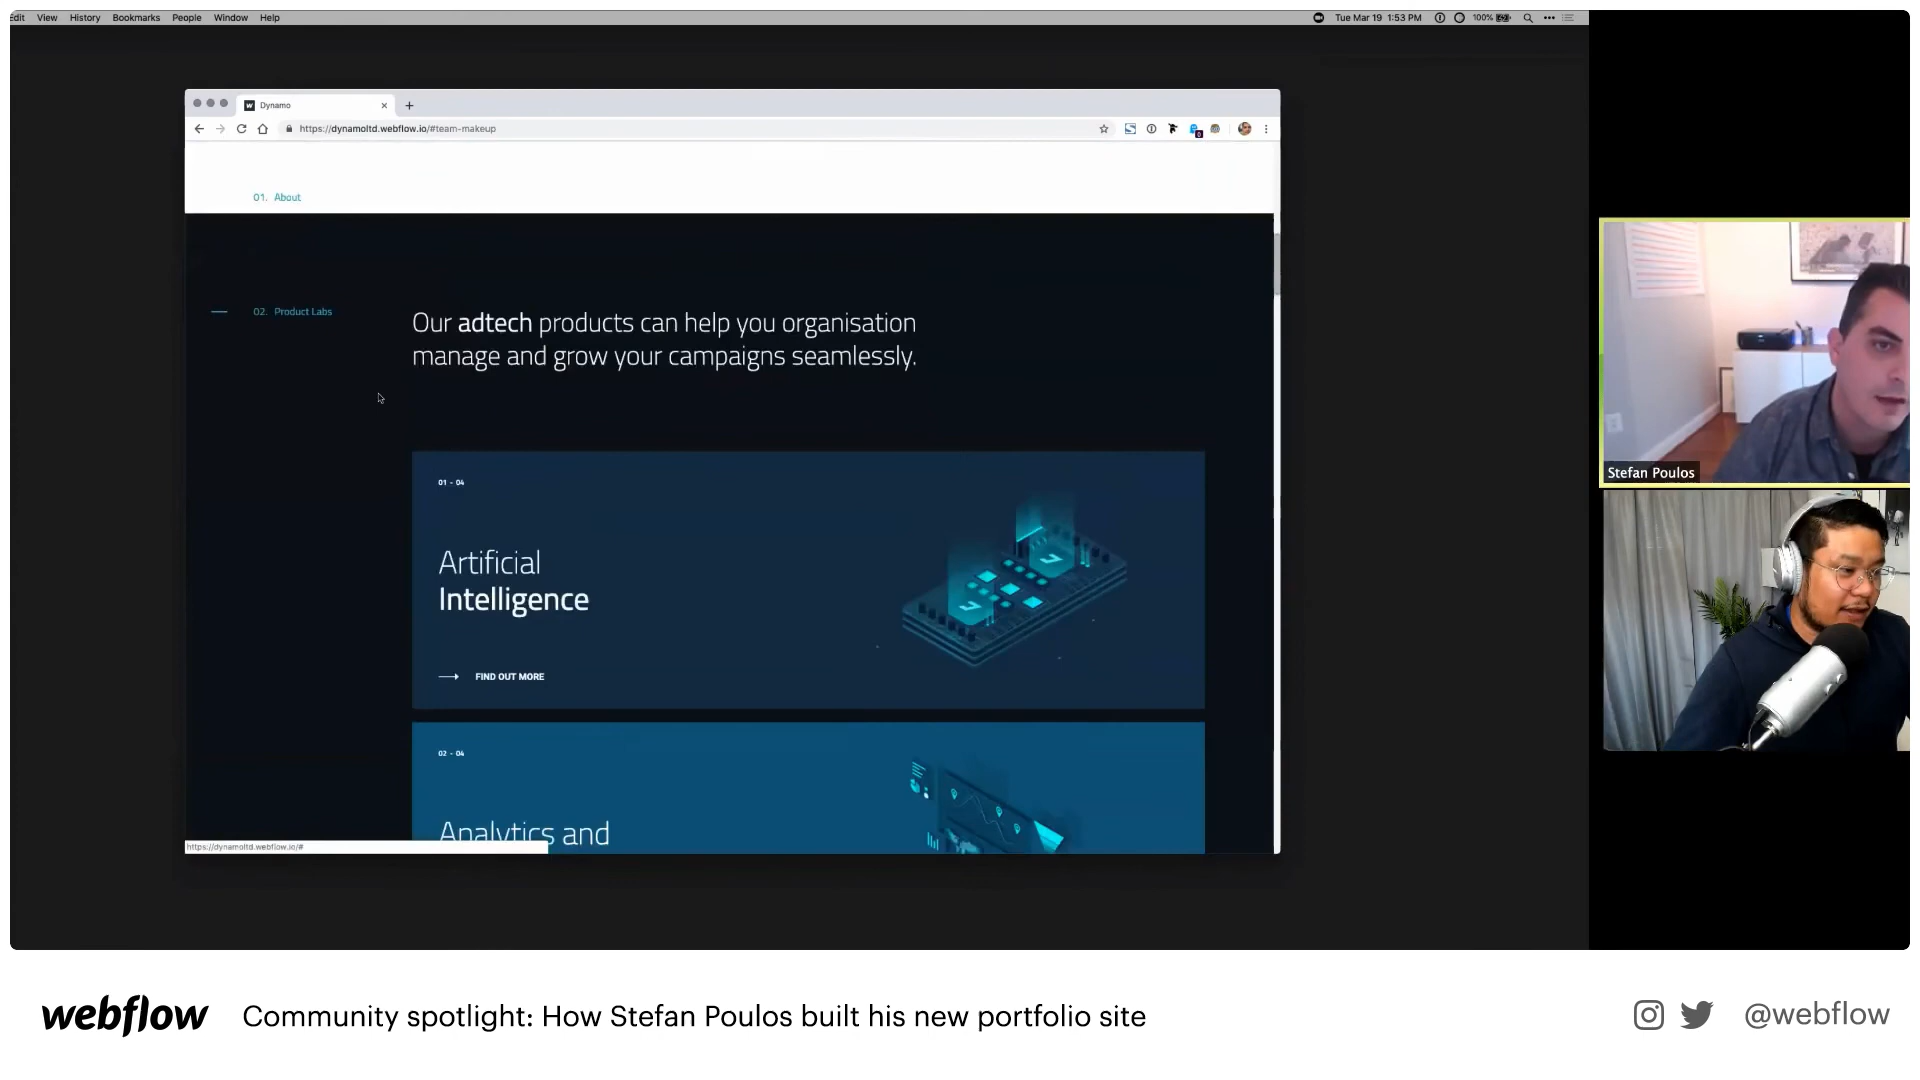 Edit View History Bookmarks People Window Help
Tue Mar 19 1:53 PM
100%
Dynamo
https://dynamoltd.webflow.io/#team-makeup
01. About
02. Product Labs
Our adtech products can help you organisation
manage and grow your campaigns seamlessly.
01 - 04
Artificial
Intelligence
FIND OUT MORE
02 - 04
Analytics and
https://dynamoltd.webflow.io/#
Stefan Poulos
webflow
Community spotlight: How Stefan Poulos built his new portfolio site
@webflow